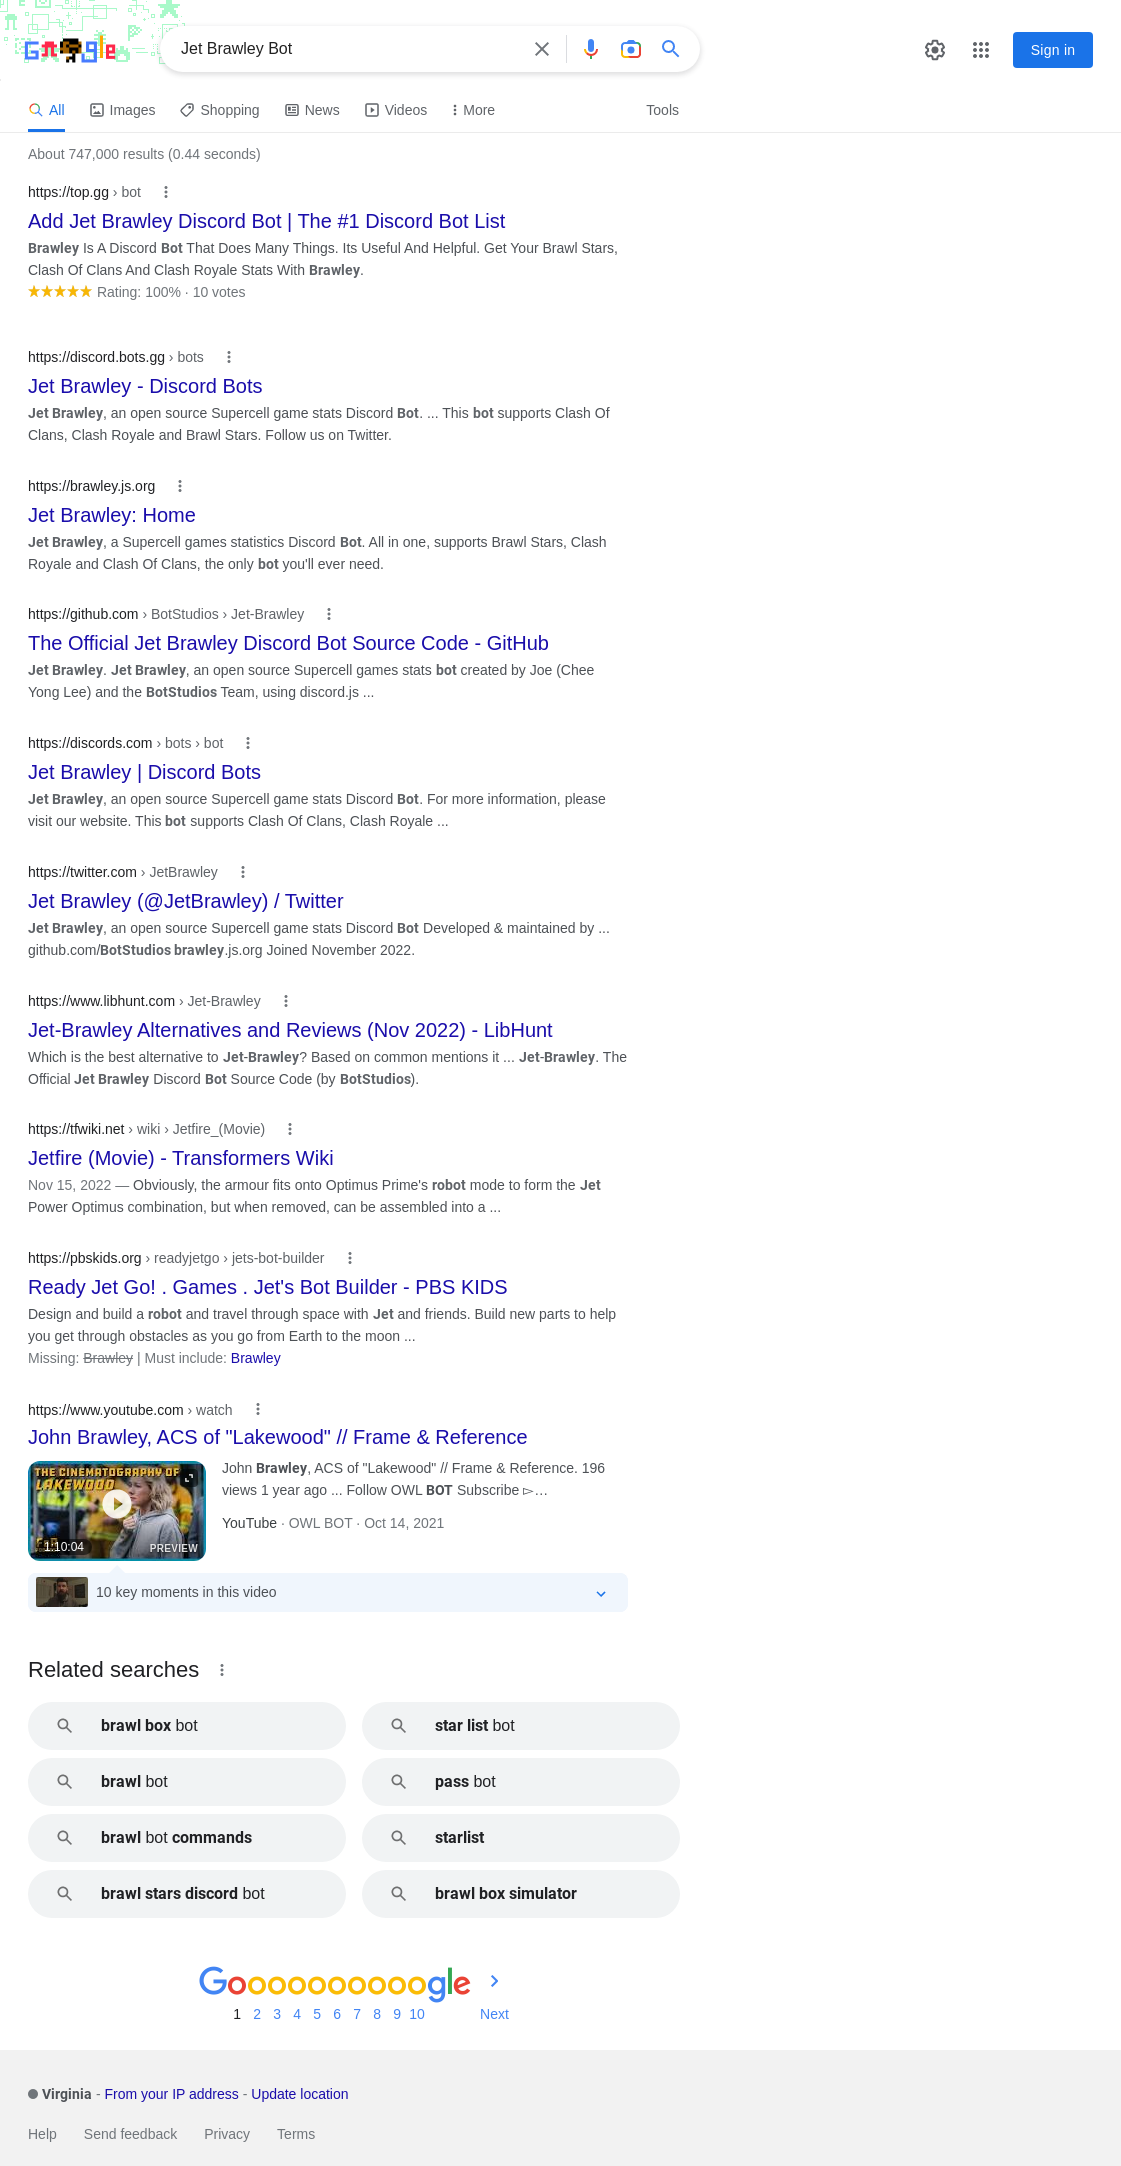 Google
Jet Brawley Bot
Sign in
All
Images
Shopping
News
Videos
More
Tools
About 747,000 results (0.44 seconds)
https://top.gg › bot
Add Jet Brawley Discord Bot | The #1 Discord Bot List
Brawley Is A Discord Bot That Does Many Things. Its Useful And Helpful. Get Your Brawl Stars,
Clash Of Clans And Clash Royale Stats With Brawley.
Rating: 100% · 10 votes
https://discord.bots.gg › bots
Jet Brawley - Discord Bots
Jet Brawley, an open source Supercell game stats Discord Bot. ... This bot supports Clash Of
Clans, Clash Royale and Brawl Stars. Follow us on Twitter.
https://brawley.js.org
Jet Brawley: Home
Jet Brawley, a Supercell games statistics Discord Bot. All in one, supports Brawl Stars, Clash
Royale and Clash Of Clans, the only bot you'll ever need.
https://github.com › BotStudios › Jet-Brawley
The Official Jet Brawley Discord Bot Source Code - GitHub
Jet Brawley. Jet Brawley, an open source Supercell games stats bot created by Joe (Chee
Yong Lee) and the BotStudios Team, using discord.js ...
https://discords.com › bots › bot
Jet Brawley | Discord Bots
Jet Brawley, an open source Supercell game stats Discord Bot. For more information, please
visit our website. This bot supports Clash Of Clans, Clash Royale ...
https://twitter.com › JetBrawley
Jet Brawley (@JetBrawley) / Twitter
Jet Brawley, an open source Supercell game stats Discord Bot Developed & maintained by ...
github.com/BotStudios brawley.js.org Joined November 2022.
https://www.libhunt.com › Jet-Brawley
Jet-Brawley Alternatives and Reviews (Nov 2022) - LibHunt
Which is the best alternative to Jet-Brawley? Based on common mentions it ... Jet-Brawley. The
Official Jet Brawley Discord Bot Source Code (by BotStudios).
https://tfwiki.net › wiki › Jetfire_(Movie)
Jetfire (Movie) - Transformers Wiki
Nov 15, 2022 — Obviously, the armour fits onto Optimus Prime's robot mode to form the Jet
Power Optimus combination, but when removed, can be assembled into a ...
https://pbskids.org › readyjetgo › jets-bot-builder
Ready Jet Go! . Games . Jet's Bot Builder - PBS KIDS
Design and build a robot and travel through space with Jet and friends. Build new parts to help
you get through obstacles as you go from Earth to the moon ...
Missing: Brawley | Must include: Brawley
https://www.youtube.com › watch
John Brawley, ACS of "Lakewood" // Frame & Reference
THE CINEMATOGRAPHY OF
LAKEWOOD
1:10:04
PREVIEW
John Brawley, ACS of "Lakewood" // Frame & Reference. 196
views 1 year ago ... Follow OWL BOT Subscribe ▻…
YouTube · OWL BOT · Oct 14, 2021
10 key moments in this video
Related searches
brawl box bot
star list bot
brawl bot
pass bot
brawl bot commands
starlist
brawl stars discord bot
brawl box simulator
Goooooooooogle
1 2 3 4 5 6 7 8 9 10 Next
Virginia - From your IP address - Update location
Help Send feedback Privacy Terms